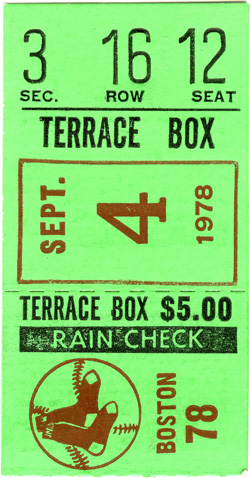 3 16 12
SEC. ROW SEAT
TERRACE BOX
SEPT. 4 1978
TERRACE BOX $5.00
RAIN CHECK
BOSTON 78